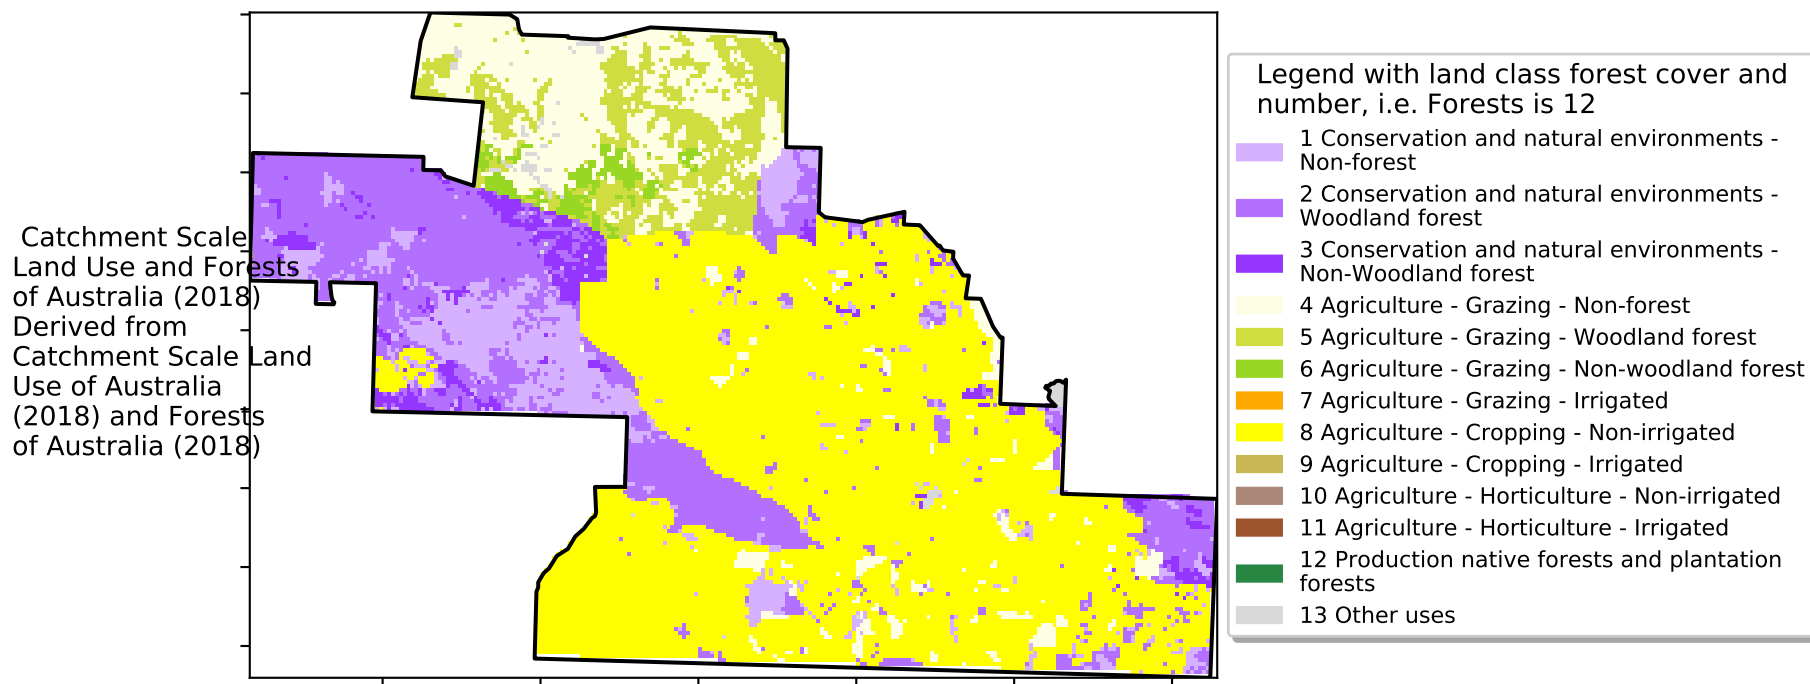 Catchment Scale
Land Use and Forests
of Australia (2018)
Derived from
Catchment Scale Land
Use of Australia
(2018) and Forests
of Australia (2018)
Legend with land class forest cover and
number, i.e. Forests is 12
1 Conservation and natural environments -
Non-forest
2 Conservation and natural environments -
Woodland forest
3 Conservation and natural environments -
Non-Woodland forest
4 Agriculture - Grazing - Non-forest
5 Agriculture - Grazing - Woodland forest
6 Agriculture - Grazing - Non-woodland forest
7 Agriculture - Grazing - Irrigated
8 Agriculture - Cropping - Non-irrigated
9 Agriculture - Cropping - Irrigated
10 Agriculture - Horticulture - Non-irrigated
11 Agriculture - Horticulture - Irrigated
12 Production native forests and plantation
forests
13 Other uses